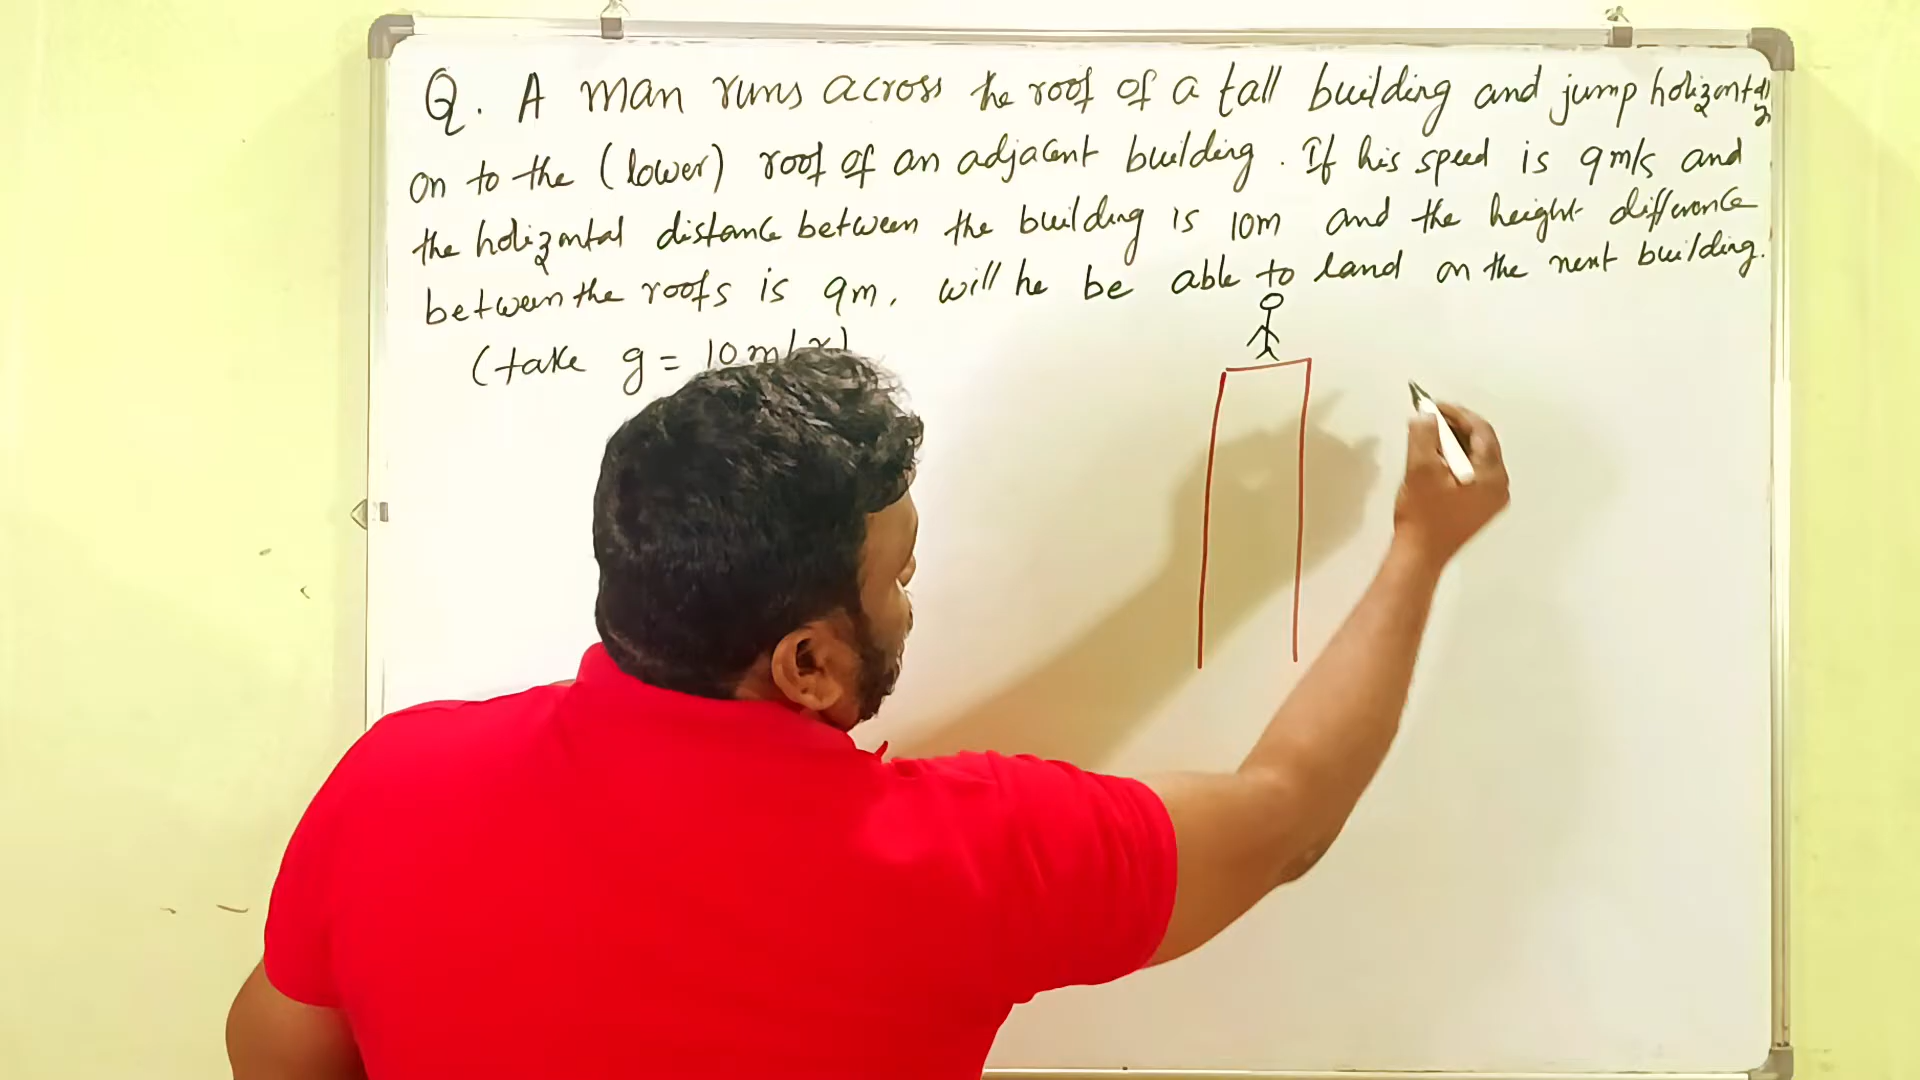 Q. A man runs across the roof of a tall building and jump horizontally
on to the (lower) roof of an adjacent building. If his speed is 9 m/s and
the horizontal distance between the building is 10m and the height difference
between the roofs is 9m, will he be able to land on the next building.
(take g = 10 m/